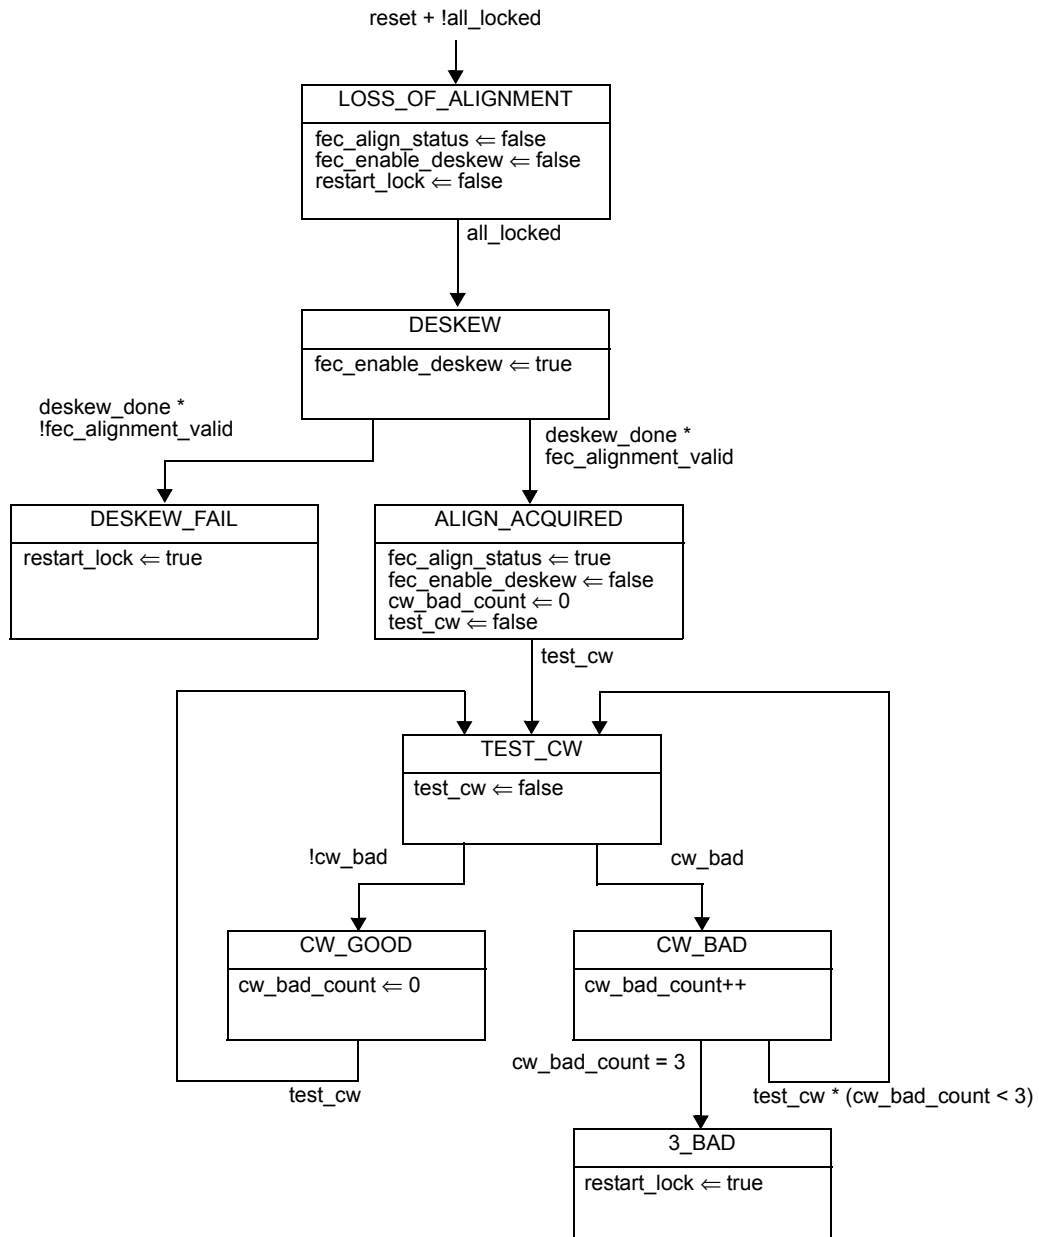 reset + !all_locked
LOSS_OF_ALIGNMENT
fec_align_status ⇐ false
fec_enable_deskew ⇐ false
restart_lock ⇐ false
all_locked
DESKEW
fec_enable_deskew ⇐ true
deskew_done *
!fec_alignment_valid
deskew_done *
fec_alignment_valid
DESKEW_FAIL
restart_lock ⇐ true
ALIGN_ACQUIRED
fec_align_status ⇐ true
fec_enable_deskew ⇐ false
cw_bad_count ⇐ 0
test_cw ⇐ false
test_cw
TEST_CW
test_cw ⇐ false
!cw_bad
cw_bad
CW_GOOD
cw_bad_count ⇐ 0
CW_BAD
cw_bad_count++
test_cw
cw_bad_count = 3
test_cw * (cw_bad_count < 3)
3_BAD
restart_lock ⇐ true